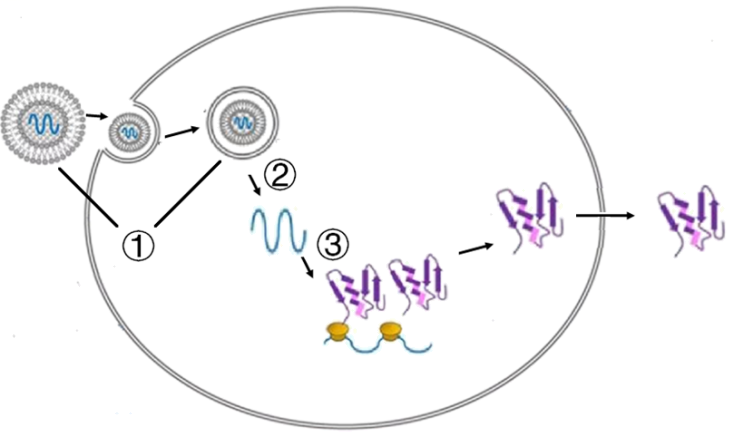 ②
①
③